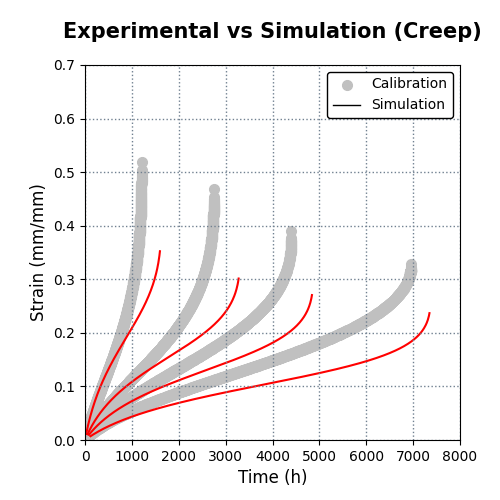 Experimental vs Simulation (Creep)
Calibration
Simulation
0.7
0.6
0.5
0.4
0.3
0.2
0.1
0.0
Strain (mm/mm)
0 1000 2000 3000 4000 5000 6000 7000 8000
Time (h)